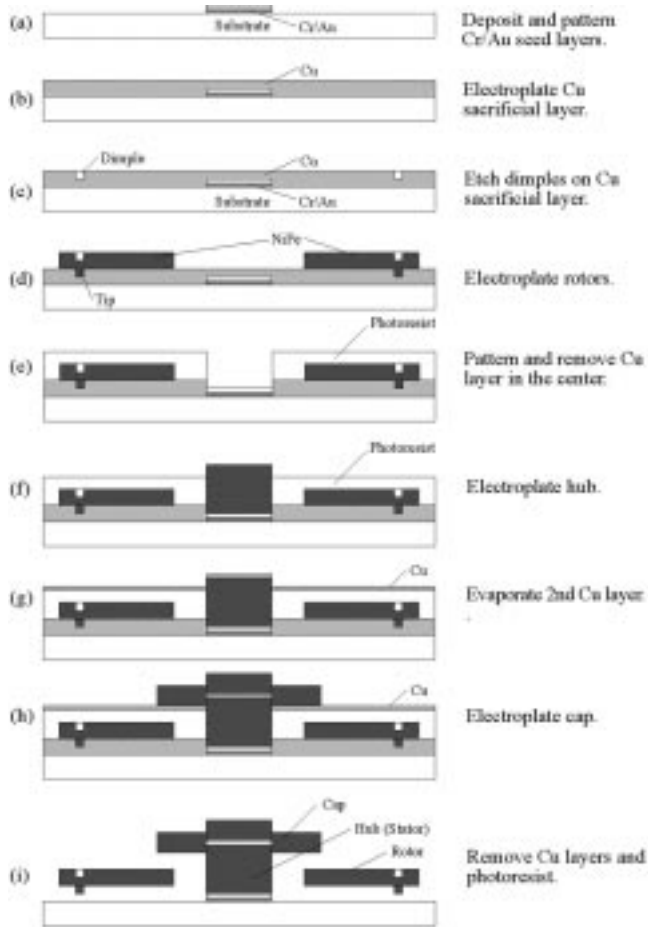 (a)
Substrate
Cr/Au
Deposit and pattern
Cr/Au seed layers.
(b)
Cu
Electroplate Cu
sacrificial layer.
(c)
Dimple
Cu
Substrate
Cr/Au
Etch dimples on Cu
sacrificial layer.
(d)
NiFe
Tip
Electroplate rotors.
(e)
Photoresist
Pattern and remove Cu
layer in the center.
(f)
Photoresist
Electroplate hub.
(g)
Cu
Evaporate 2nd Cu layer
.
(h)
Cu
Electroplate cap.
(i)
Cap
Hub (Stator)
Rotor
Remove Cu layers and
photoresist.